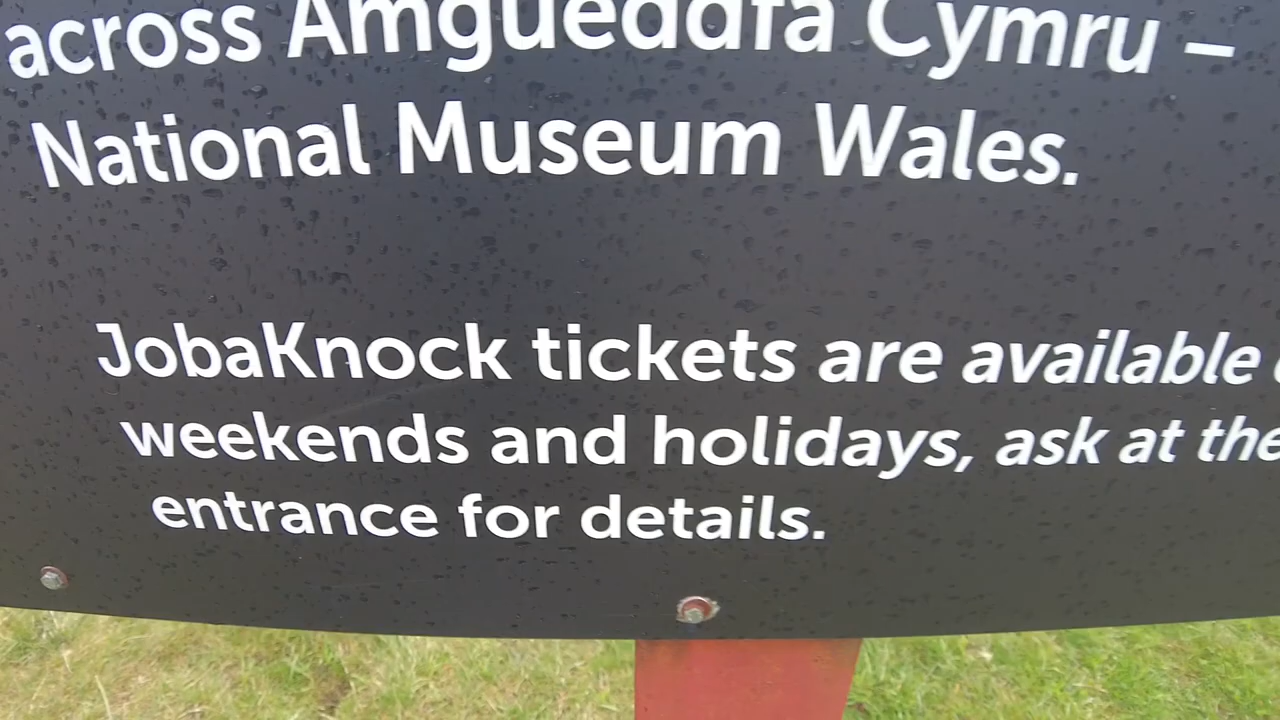 across Amgueddfa Cymru –
National Museum Wales.
JobaKnock tickets are available
weekends and holidays, ask at the
entrance for details.